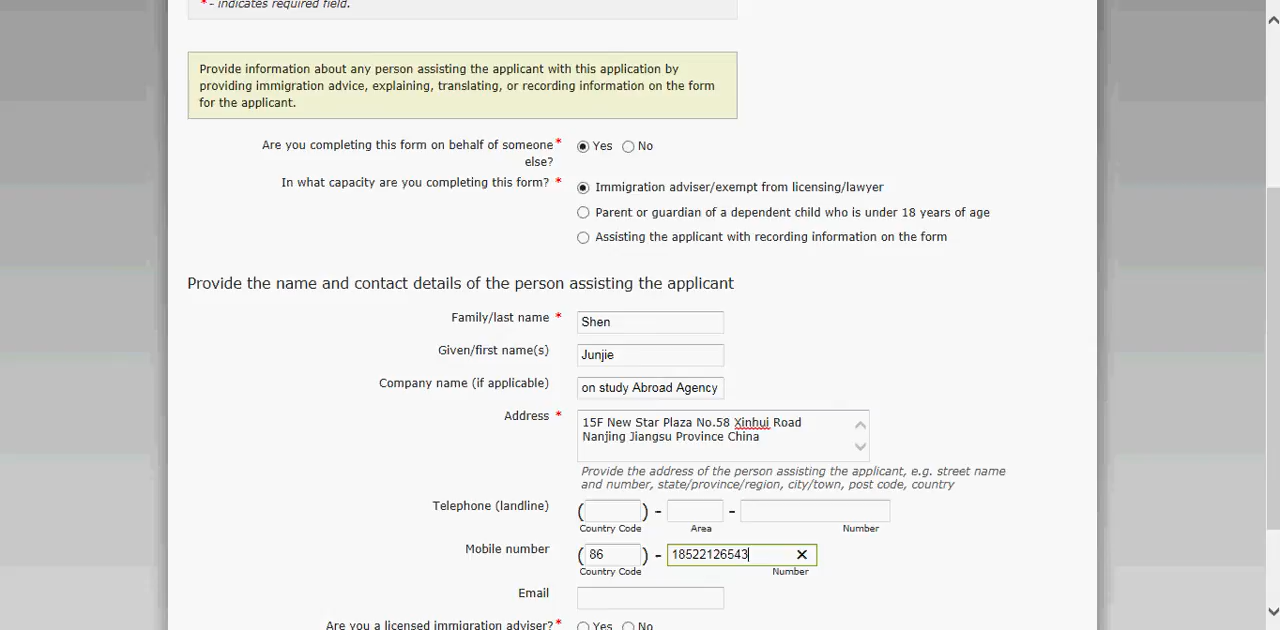 *- indicates required field.
Provide information about any person assisting the applicant with this application by
providing immigration advice, explaining, translating, or recording information on the form
for the applicant.
Are you completing this form on behalf of someone * Yes No
else?
In what capacity are you completing this form? * Immigration adviser/exempt from licensing/lawyer
Parent or guardian of a dependent child who is under 18 years of age
Assisting the applicant with recording information on the form
Provide the name and contact details of the person assisting the applicant
Family/last name * Shen
Given/first name(s) Junjie
Company name (if applicable) on study Abroad Agency
Address * 15F New Star Plaza No.58 Xinhui Road
Nanjing Jiangsu Province China
Provide the address of the person assisting the applicant, e.g. street name
and number, state/province/region, city/town, post code, country
Telephone (landline) ( ) - -
Country Code Area Number
Mobile number ( 86 ) - 18522126543
Country Code Number
Email
Are you a licensed immigration adviser? * Yes No